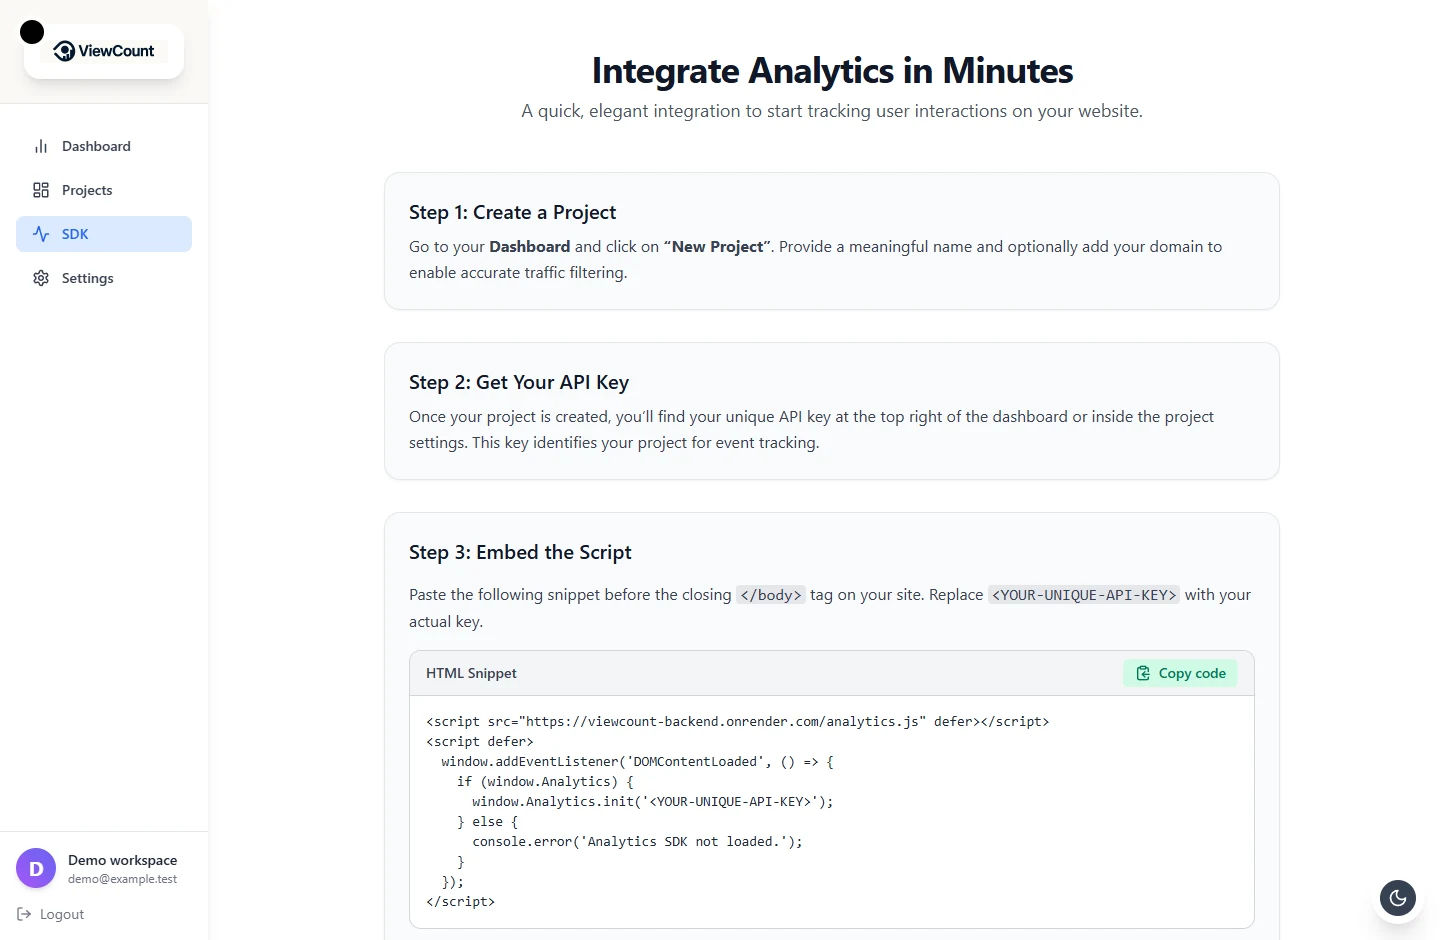 ViewCount
Dashboard
Projects
SDK
Settings
Demo workspace
D
demo@example.test
Logout
Integrate Analytics in Minutes
A quick, elegant integration to start tracking user interactions on your website.
Step 1: Create a Project
Go to your Dashboard and click on “New Project”. Provide a meaningful name and optionally add your domain to
enable accurate traffic filtering.
Step 2: Get Your API Key
Once your project is created, you’ll find your unique API key at the top right of the dashboard or inside the project
settings. This key identifies your project for event tracking.
Step 3: Embed the Script
Paste the following snippet before the closing </body> tag on your site. Replace <YOUR-UNIQUE-API-KEY> with your
actual key.
HTML Snippet
Copy code
<script src="https://viewcount-backend.onrender.com/analytics.js" defer></script>
<script defer>
  window.addEventListener('DOMContentLoaded', () => {
    if (window.Analytics) {
      window.Analytics.init('<YOUR-UNIQUE-API-KEY>');
    } else {
      console.error('Analytics SDK not loaded.');
    }
  });
</script>